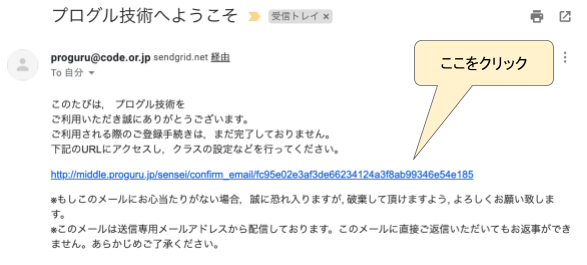 プログル技術へようこそ 受信トレイ ×
proguru@code.or.jp sendgrid.net 経由
To 自分
ここをクリック
このたびは， プログル技術を
ご利用いただき誠にありがとうございます。
ご利用される際のご登録手続きは，まだ完了しておりません。
下記のURLにアクセスし，クラスの設定などを行ってください。
http://middle.proguru.jp/sensei/confirm_email/fc95e02e3af3de66234124a3f8ab99346e54e185
※もしこのメールにお心当たりがない場合，誠に恐れ入りますが, 破棄して頂けますよう, よろしくお願い致しま
す。
※このメールは送信専用メールアドレスから配信しております。このメールに直接ご返信いただいてもお返事ができ
ません。あらかじめご了承ください。